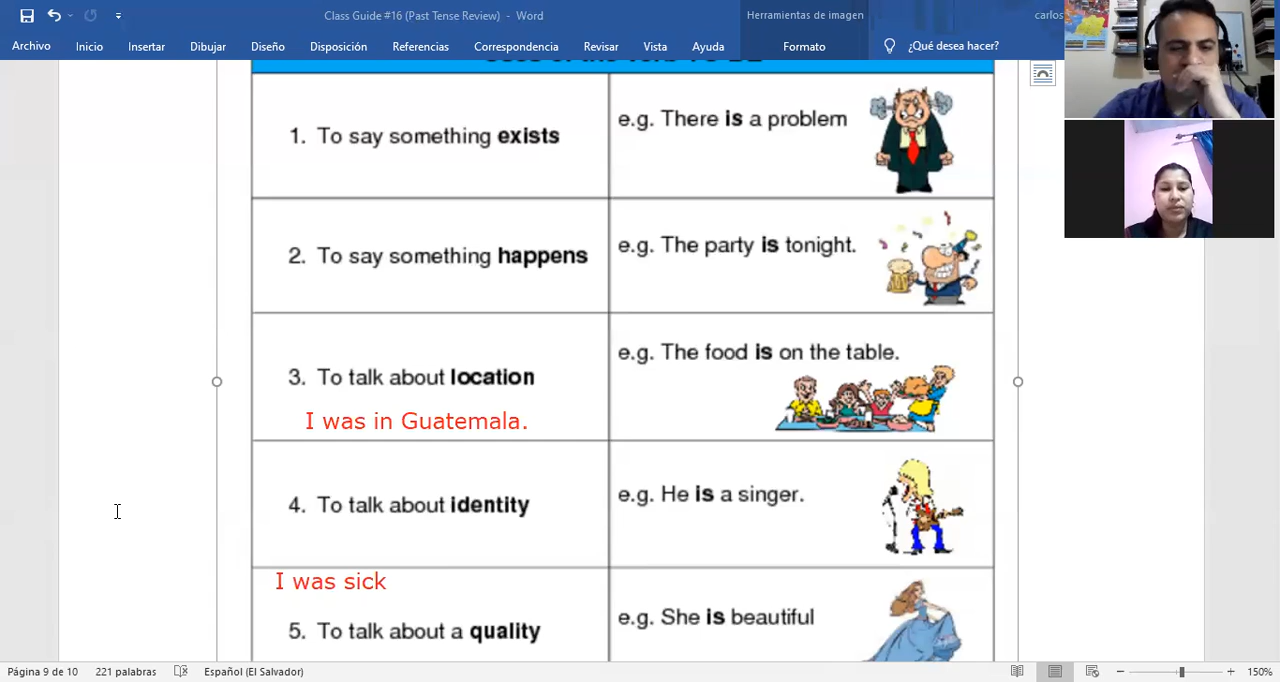 Class Guide #16 (Past Tense Review) - Word
Herramientas de imagen
carlos
Archivo
Inicio
Insertar
Dibujar
Diseño
Disposición
Referencias
Correspondencia
Revisar
Vista
Ayuda
Formato
¿Qué desea hacer?
1. To say something exists
e.g. There is a problem
2. To say something happens
e.g. The party is tonight.
3. To talk about location
e.g. The food is on the table.
I was in Guatemala.
4. To talk about identity
e.g. He is a singer.
I was sick
5. To talk about a quality
e.g. She is beautiful
Página 9 de 10
221 palabras
Español (El Salvador)
150%